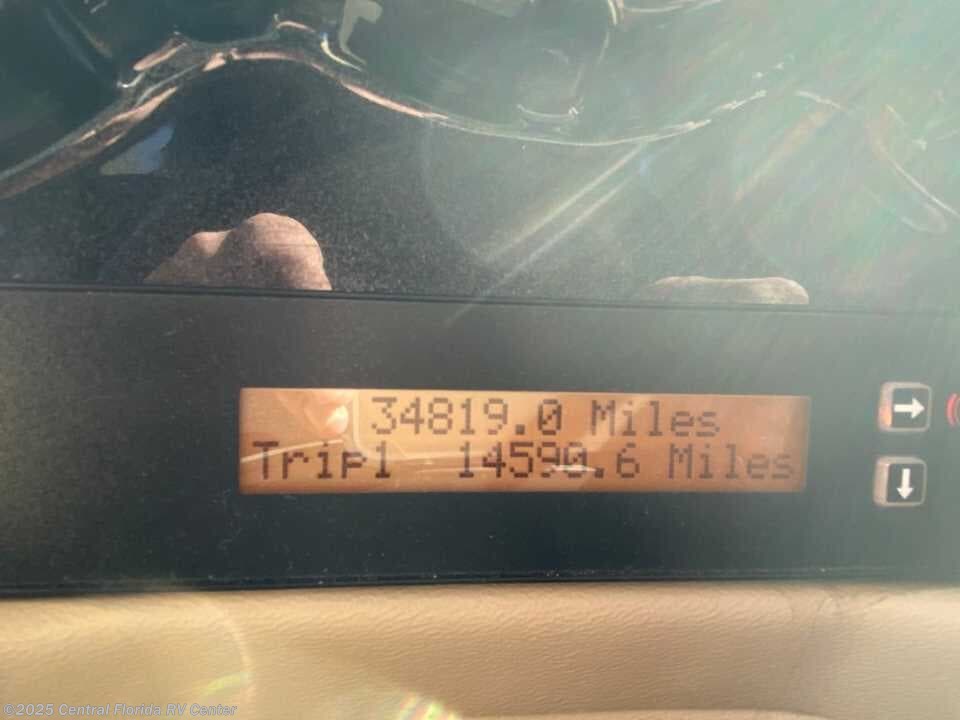 34819.0 Miles
Trip1 14590.6 Miles
©2025 Central Florida RV Center